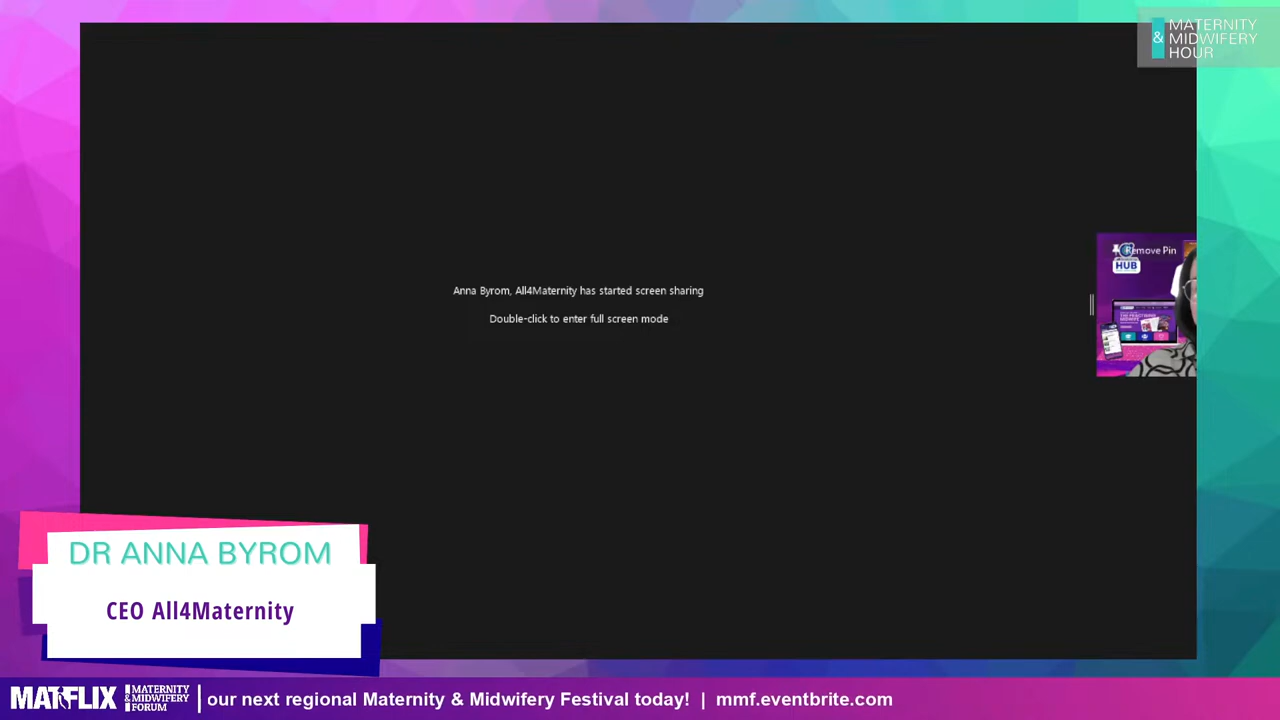 MATERNITY
& MIDWIFERY
HOUR
Remove Pin
HUB
Anna Byrom, All4Maternity has started screen sharing
Double-click to enter full screen mode
DR ANNA BYROM
CEO All4Maternity
MATFLIX
MATERNITY
& MIDWIFERY
FORUM
our next regional Maternity & Midwifery Festival today! | mmf.eventbrite.com